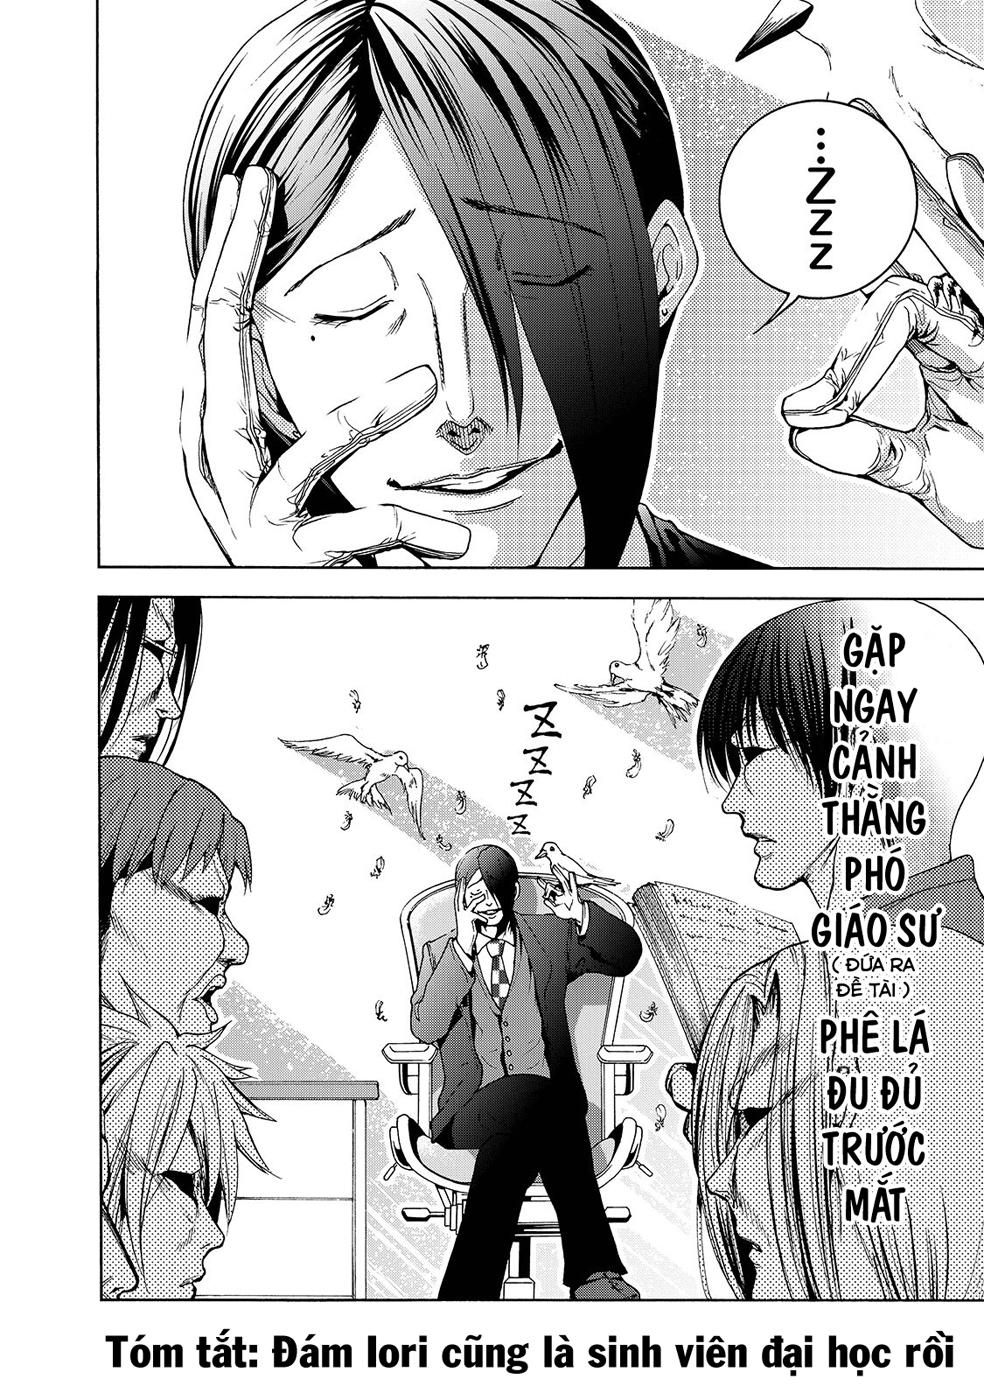 ...Z
Z
Z
Z
Z
Z
Z
GẶP
NGAY
CẢNH
THẰNG
PHÓ
GIÁO SƯ
( ĐỨA RA
ĐỀ TÀI )
PHÊ LÁ
ĐU ĐỦ
TRƯỚC
MẮT
Tóm tắt: Đám lori cũng là sinh viên đại học rồi